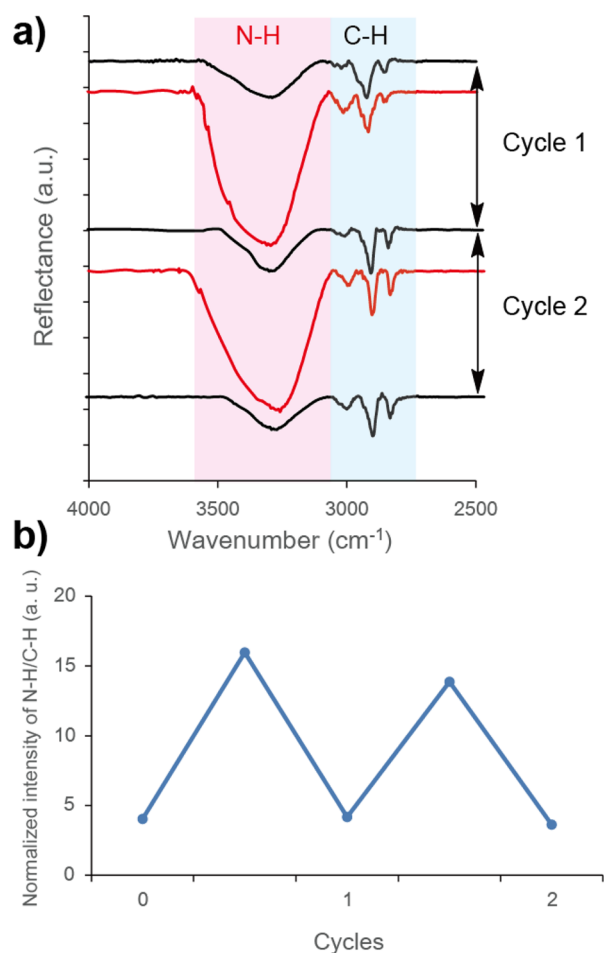 a)
N-H
C-H
Cycle 1
Cycle 2
Reflectance (a.u.)
4000
3500
3000
2500
Wavenumber (cm⁻¹)
b)
Normalized intensity of N-H/C-H (a. u.)
20
15
10
5
0
0
1
2
Cycles